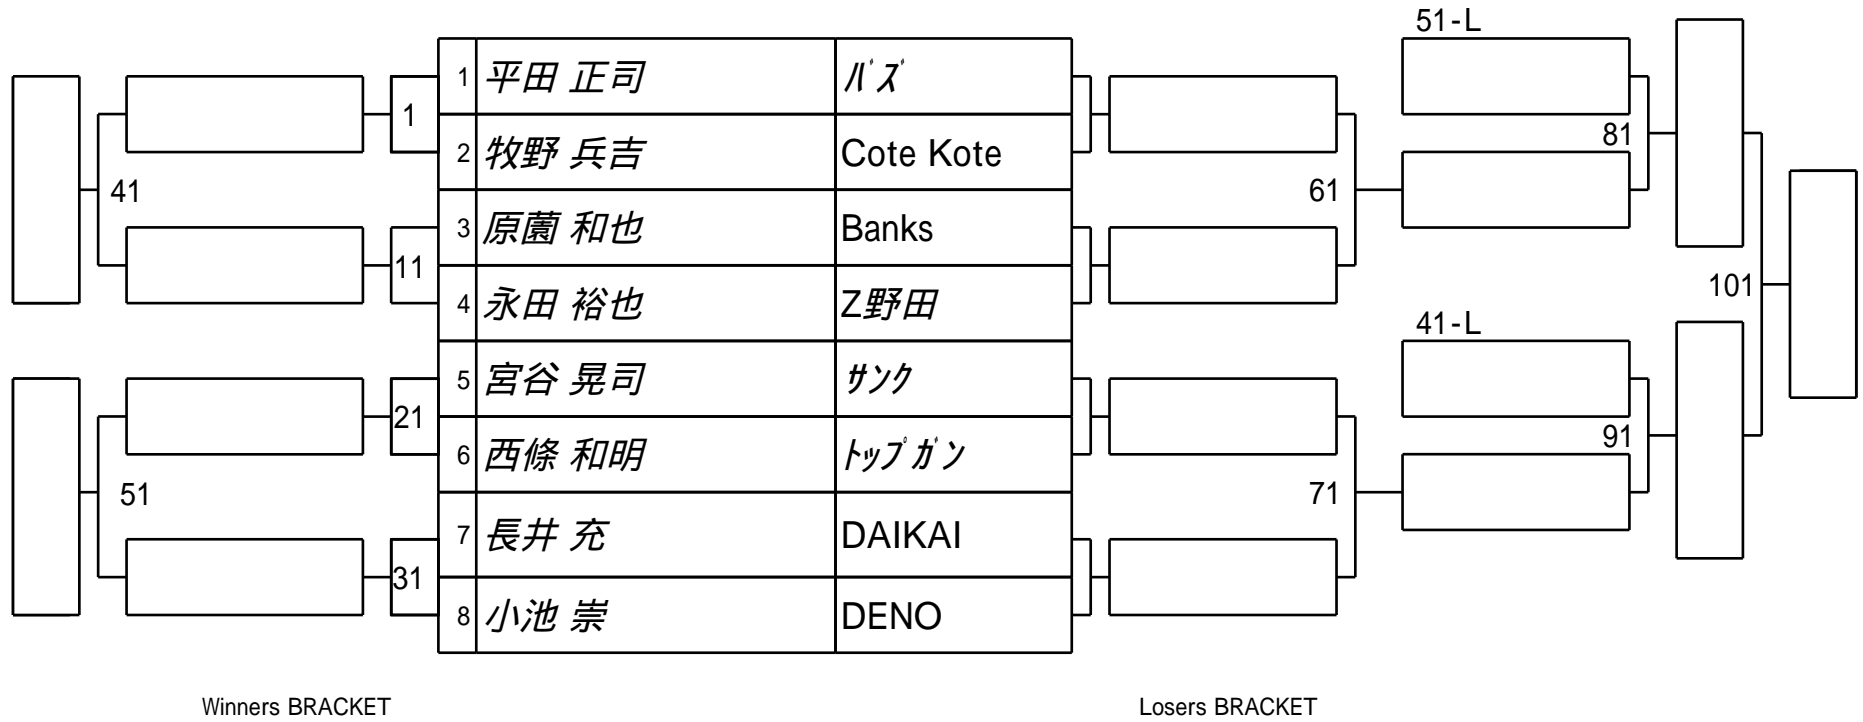 51-L
1 平田 正司 バズ
1
2 牧野 兵吉 Cote Kote
81
41
61
3 原薗 和也 Banks
11
4 永田 裕也 Z野田
101
41-L
5 宮谷 晃司 サンク
21
6 西條 和明 トップガン
91
51
71
7 長井 充 DAIKAI
31
8 小池 崇 DENO
Winners BRACKET
Losers BRACKET